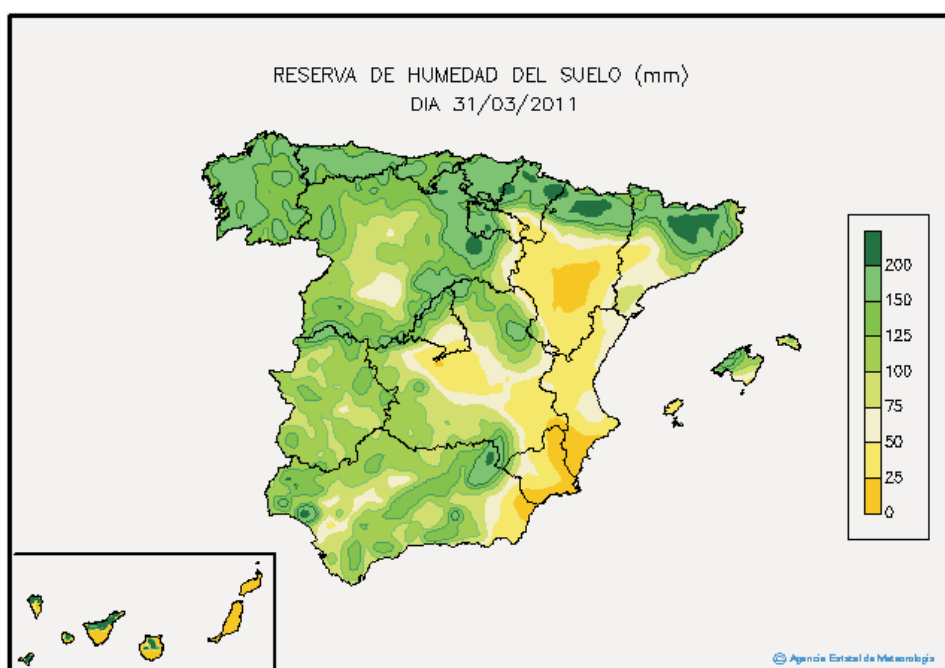 RESERVA DE HUMEDAD DEL SUELO (mm)
DIA 31/03/2011
200
150
125
100
75
50
25
0
© Agencia Estatal de Meteorología